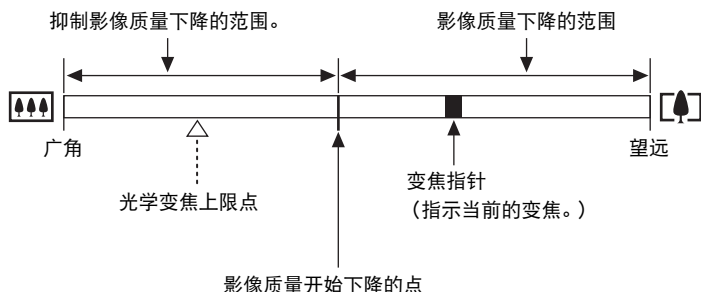 抑制影像质量下降的范围。
影像质量下降的范围
广角
望远
光学变焦上限点
变焦指针
（指示当前的变焦。）
影像质量开始下降的点